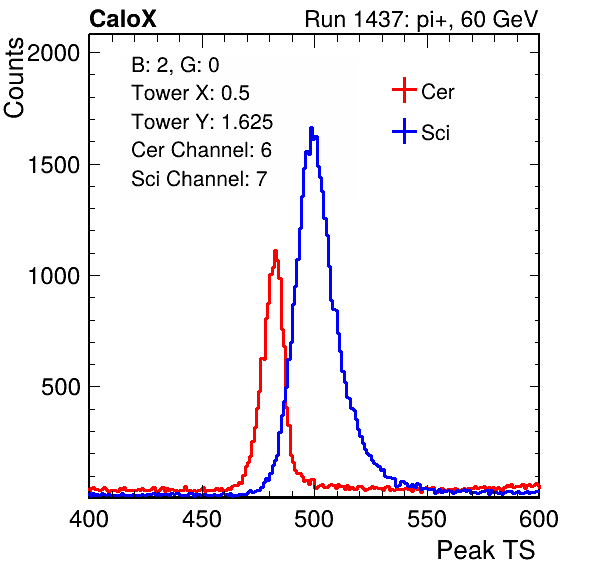 CaloX Run 1437: pi+, 60 GeV
Counts
2000
1500
1000
500
B: 2, G: 0
Tower X: 0.5
Tower Y: 1.625
Cer Channel: 6
Sci Channel: 7
Cer
Sci
400 450 500 550 600
Peak TS